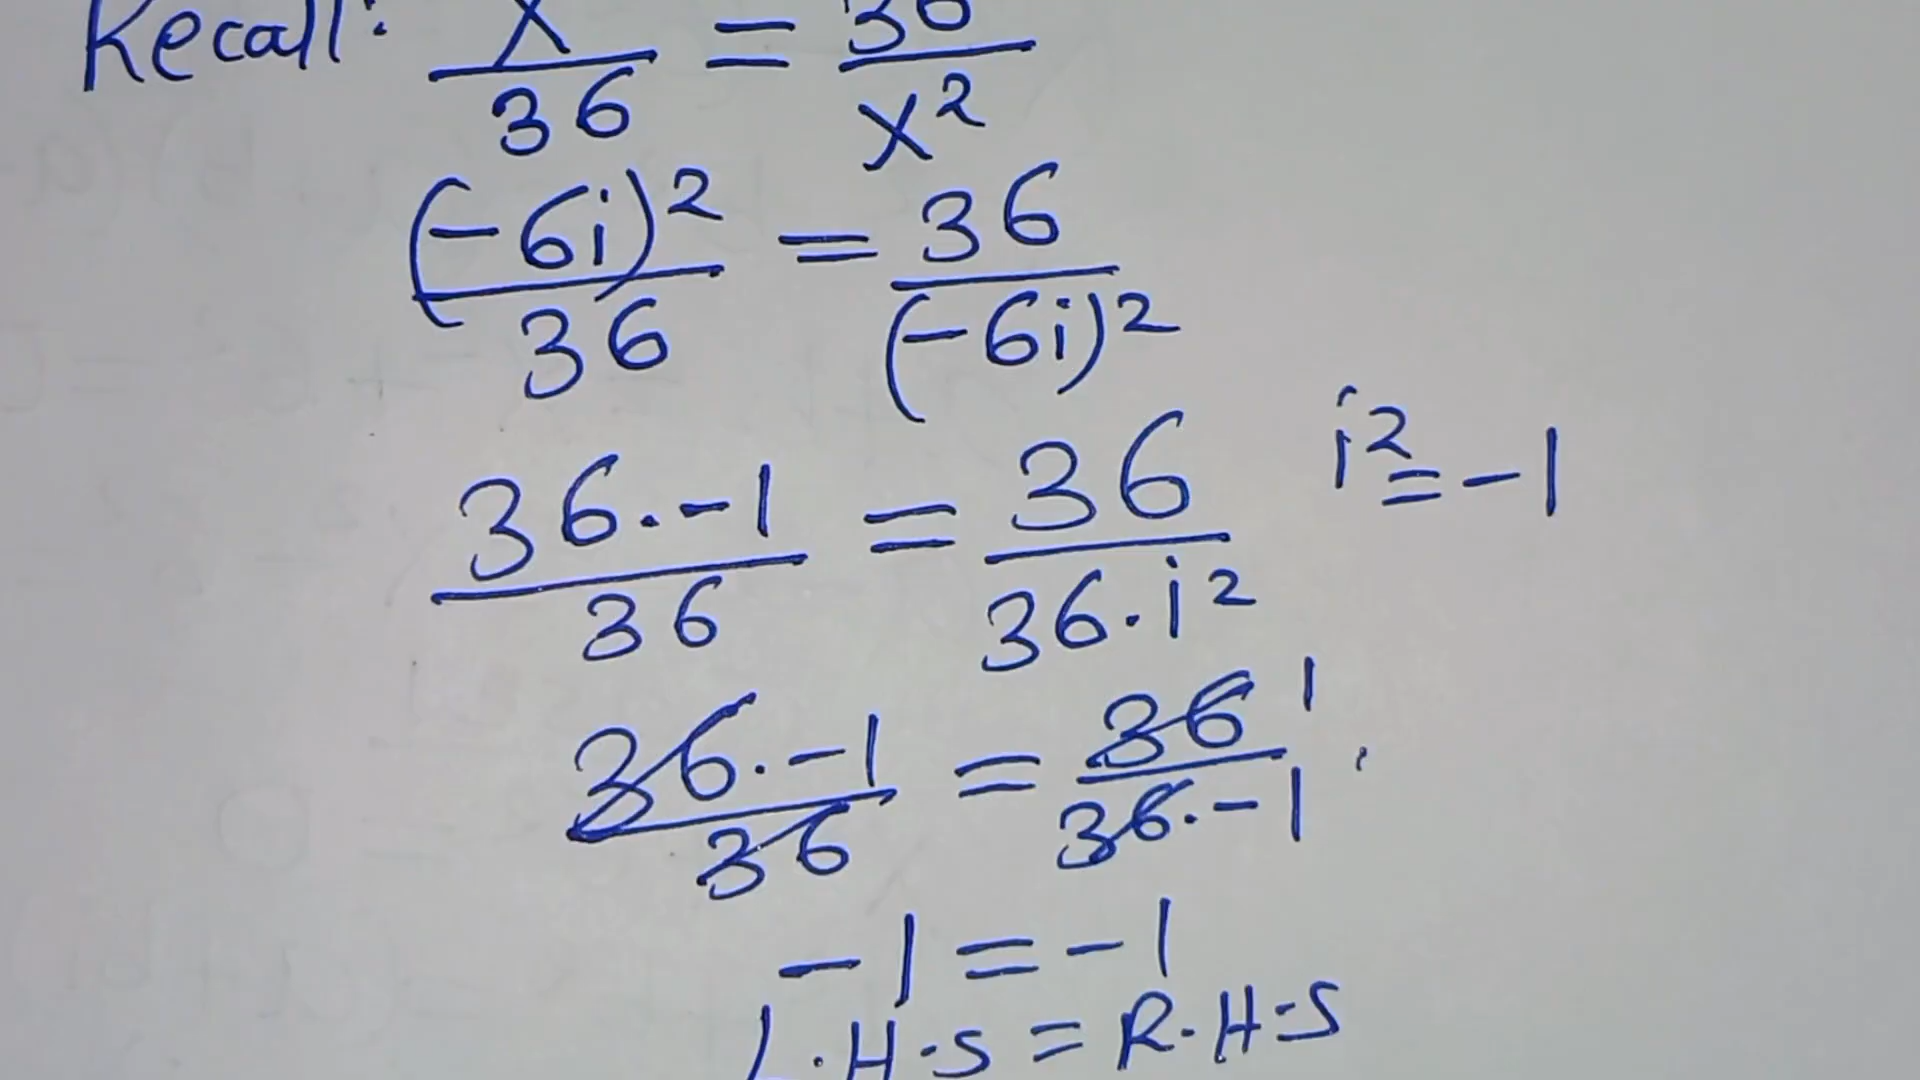 Recall: x/36 = 36/x²
(-6i)²/36 = 36/(-6i)²
36.-1/36 = 36/36.i² i² = -1
36.-1/36 = 36/36.-1 1
-1 = -1
L.H.S = R.H.S